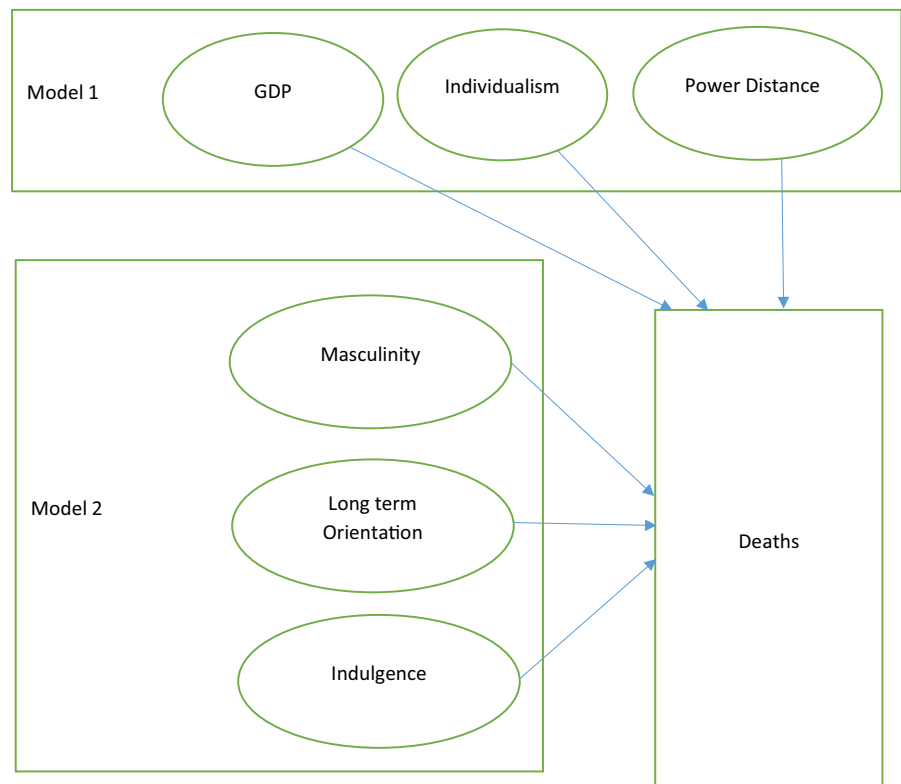 Model 1
GDP
Individualism
Power Distance
Masculinity
Model 2
Long term
Orientation
Deaths
Indulgence